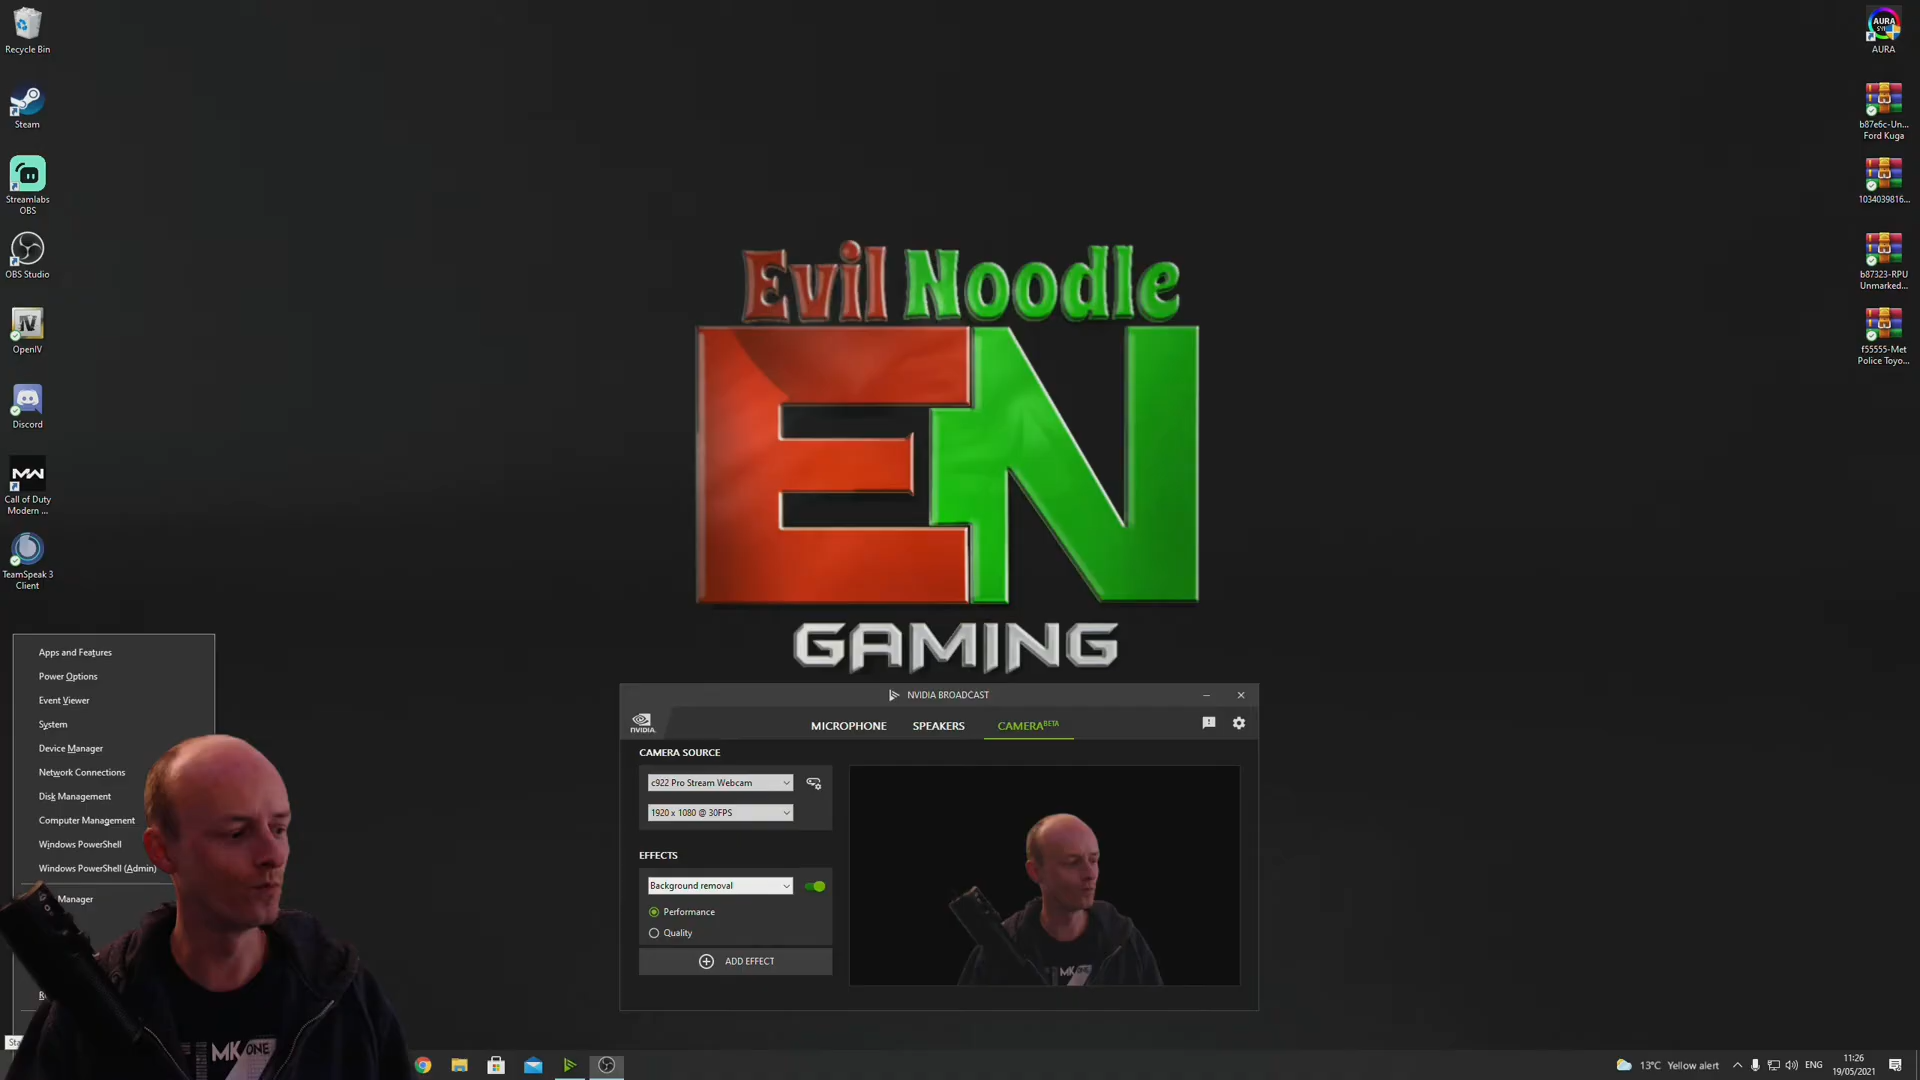 Recycle Bin
Steam
Streamlabs
OBS
OBS Studio
OpenIV
Discord
Call of Duty
Modern ...
TeamSpeak 3
Client
AURA
SYNC
AURA
b87e6c-Un...
Ford Kuga
1034039816...
b87323-RPU
Unmarked...
f55555-Met
Police Toyo...
Evil Noodle
EN
GAMING
Apps and Features
Power Options
Event Viewer
System
Device Manager
Network Connections
Disk Management
Computer Management
Windows PowerShell
Windows PowerShell (Admin)
Manager
NVIDIA BROADCAST
NVIDIA.
MICROPHONE
SPEAKERS
CAMERA BETA
CAMERA SOURCE
c922 Pro Stream Webcam
1920 x 1080 @ 30FPS
EFFECTS
Background removal
Performance
Quality
ADD EFFECT
MK ONE
MK
13°C Yellow alert
ENG
11:26
19/05/2021